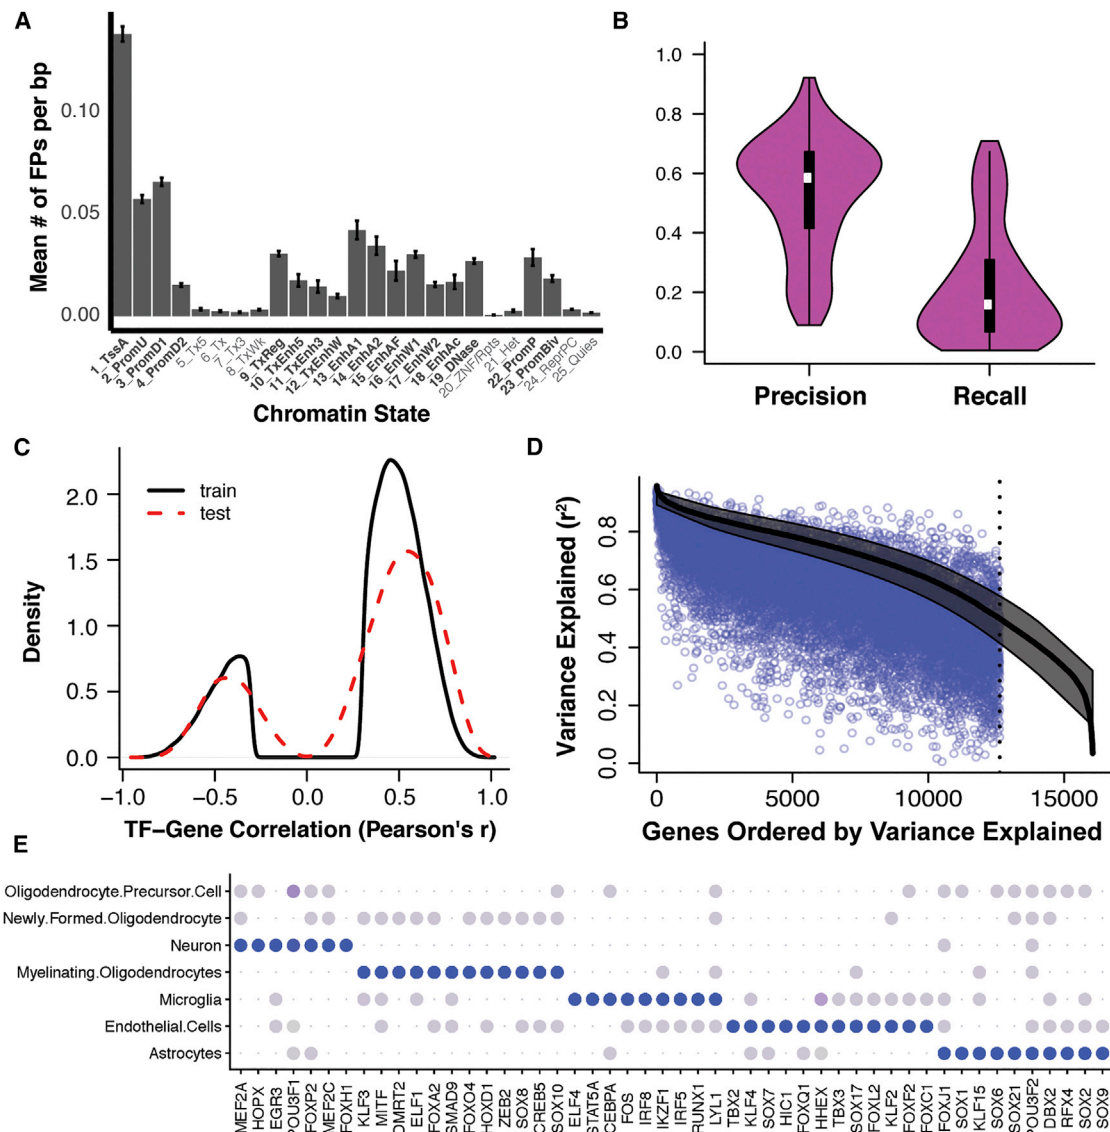 A
Mean # of FPs per bp
0.10
0.05
0.00
1_TssA
2_PromU
3_PromD1
4_PromD2
5_Tx5
6_Tx
7_Tx3
8_TxWk
9_TxReg
10_TxEnh5
11_TxEnh3
12_TxEnhW
13_EnhA1
14_EnhA2
15_EnhAF
16_EnhW1
17_EnhW2
18_EnhAc
19_DNase
20_ZNF/Rpts
21_Het
22_PromP
23_PromBiv
24_ReprPC
25_Quies
Chromatin State
B
1.0
0.8
0.6
0.4
0.2
0.0
Precision
Recall
C
train
test
Density
2.0
1.5
1.0
0.5
0.0
−1.0
−0.5
0.0
0.5
1.0
TF−Gene Correlation (Pearson's r)
D
Variance Explained (r²)
0.8
0.6
0.4
0.2
0.0
0
5000
10000
15000
Genes Ordered by Variance Explained
E
Oligodendrocyte.Precursor.Cell
Newly.Formed.Oligodendrocyte
Neuron
Myelinating.Oligodendrocytes
Microglia
Endothelial.Cells
Astrocytes
MEF2A
HOPX
EGR3
POU3F1
FOXP2
MEF2C
FOXH1
KLF3
MITF
DMRT2
ELF1
FOXA2
SMAD9
FOXO4
HOXD1
ZEB2
SOX8
CREB5
SOX10
ELF4
STAT5A
CEBPA
FOS
IRF8
IKZF1
IRF5
RUNX1
LYL1
TBX2
KLF4
SOX7
HIC1
FOXQ1
HHEX
TBX3
SOX17
FOXL2
KLF2
FOXF2
FOXC1
FOXJ1
SOX1
KLF15
SOX6
SOX21
POU3F2
DBX2
RFX4
SOX2
SOX9